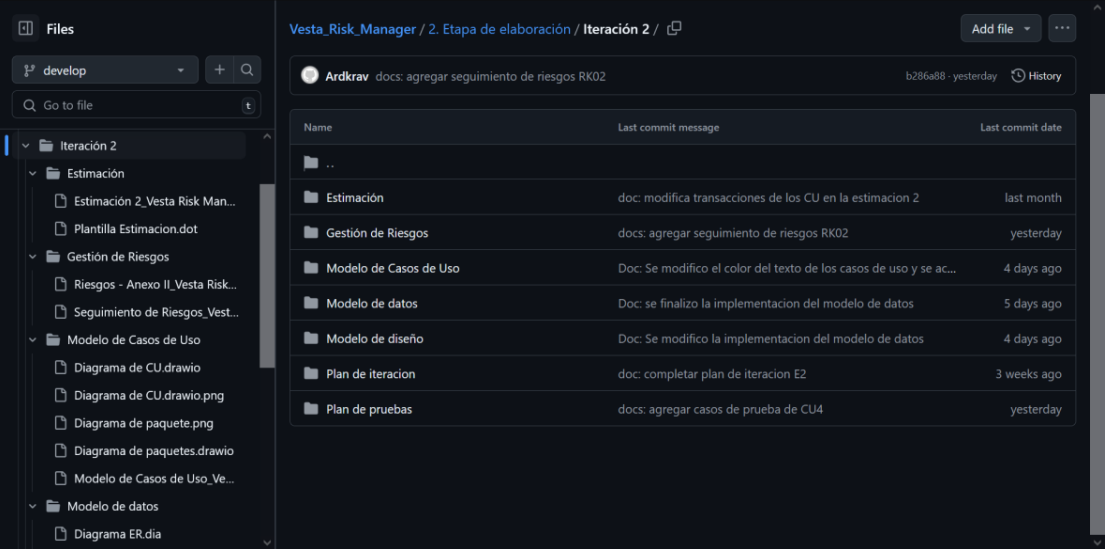 Files
develop
Go to file
t
Iteración 2
Estimación
Estimación 2_Vesta Risk Man...
Plantilla Estimacion.dot
Gestión de Riesgos
Riesgos - Anexo II_Vesta Risk...
Seguimiento de Riesgos_Vest...
Modelo de Casos de Uso
Diagrama de CU.drawio
Diagrama de CU.drawio.png
Diagrama de paquete.png
Diagrama de paquetes.drawio
Modelo de Casos de Uso_Ve...
Modelo de datos
Diagrama ER.dia
Vesta_Risk_Manager / 2. Etapa de elaboración / Iteración 2 /
Add file
...
Ardkrav docs: agregar seguimiento de riesgos RK02 b286a88 · yesterday History
Name Last commit message Last commit date
..
Estimación doc: modifica transacciones de los CU en la estimacion 2 last month
Gestión de Riesgos docs: agregar seguimiento de riesgos RK02 yesterday
Modelo de Casos de Uso Doc: Se modifico el color del texto de los casos de uso y se ac... 4 days ago
Modelo de datos Doc: se finalizo la implementacion del modelo de datos 5 days ago
Modelo de diseño Doc: Se modifico la implementacion del modelo de datos 4 days ago
Plan de iteracion doc: completar plan de iteracion E2 3 weeks ago
Plan de pruebas docs: agregar casos de prueba de CU4 yesterday